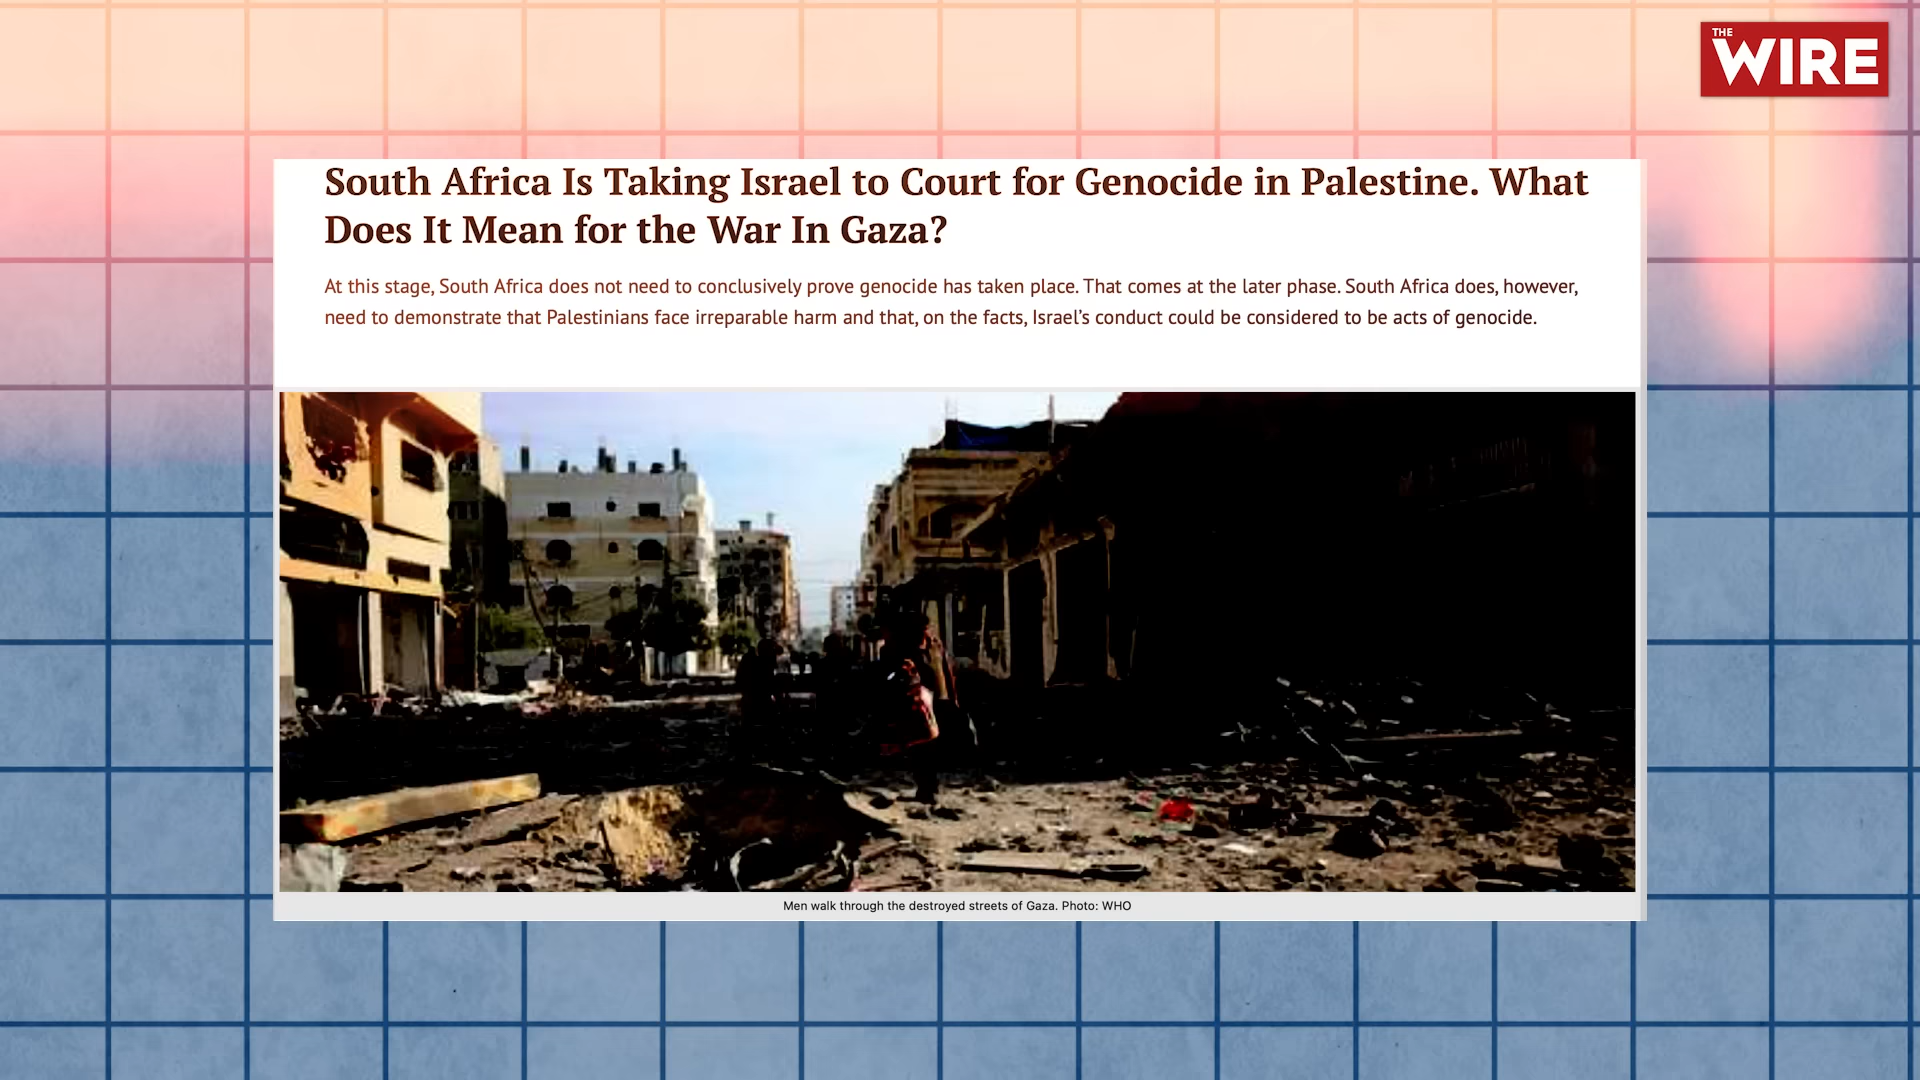 THE
WIRE
South Africa Is Taking Israel to Court for Genocide in Palestine. What
Does It Mean for the War In Gaza?
At this stage, South Africa does not need to conclusively prove genocide has taken place. That comes at the later phase. South Africa does, however,
need to demonstrate that Palestinians face irreparable harm and that, on the facts, Israel’s conduct could be considered to be acts of genocide.
Men walk through the destroyed streets of Gaza. Photo: WHO